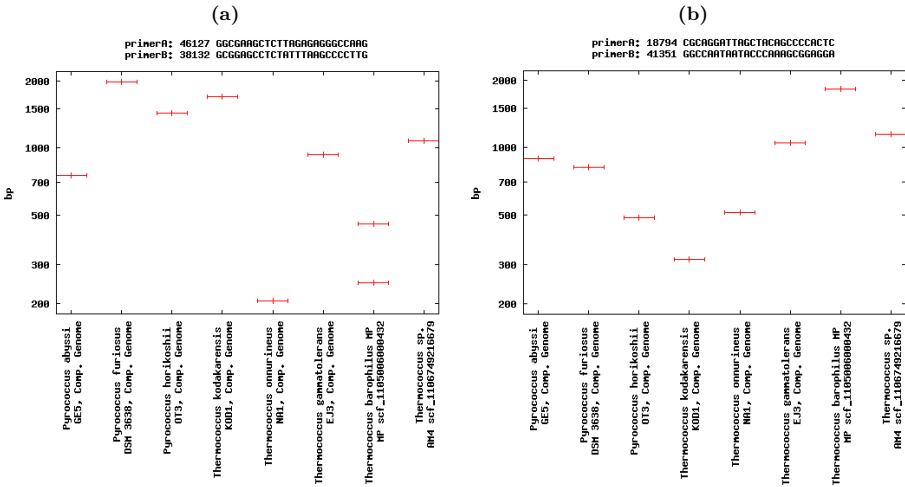 (a)
primerA: 46127 GGCGAAGCTCTTAGAGAGGGCCAAG
primerB: 38132 GCGGAGCCTCTATTTAAGCCCCTTG
2000
1500
1000
700
500
300
200
bp
Pyrococcus abyssi
GE5, Comp. Genome
Pyrococcus furiosus
DSM 3638, Comp. Genome
Pyrococcus horikoshii
OT3, Comp. Genome
Thermococcus kodakarensis
KOD1, Comp. Genome
Thermococcus onnurineus
NA1, Comp. Genome
Thermococcus gammatolerans
EJ3, Comp. Genome
Thermococcus barophilus MP
MP scf_1105006000432
Thermococcus sp.
AM4 scf_1106749216679
(b)
primerA: 18794 CGCAGGATTAGCTACAGCCCCACTC
primerB: 41351 GGCCAATAATACCCAAAGCGGAGGA
2000
1500
1000
700
500
300
200
bp
Pyrococcus abyssi
GE5, Comp. Genome
Pyrococcus furiosus
DSM 3638, Comp. Genome
Pyrococcus horikoshii
OT3, Comp. Genome
Thermococcus kodakarensis
KOD1, Comp. Genome
Thermococcus onnurineus
NA1, Comp. Genome
Thermococcus gammatolerans
EJ3, Comp. Genome
Thermococcus barophilus MP
MP scf_1105006000432
Thermococcus sp.
AM4 scf_1106749216679